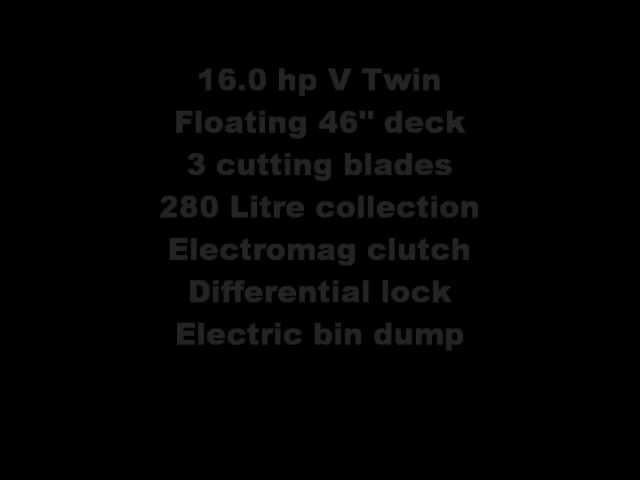 16.0 hp V Twin
Floating 46" deck
3 cutting blades
280 Litre collection
Electromag clutch
Differential lock
Electric bin dump